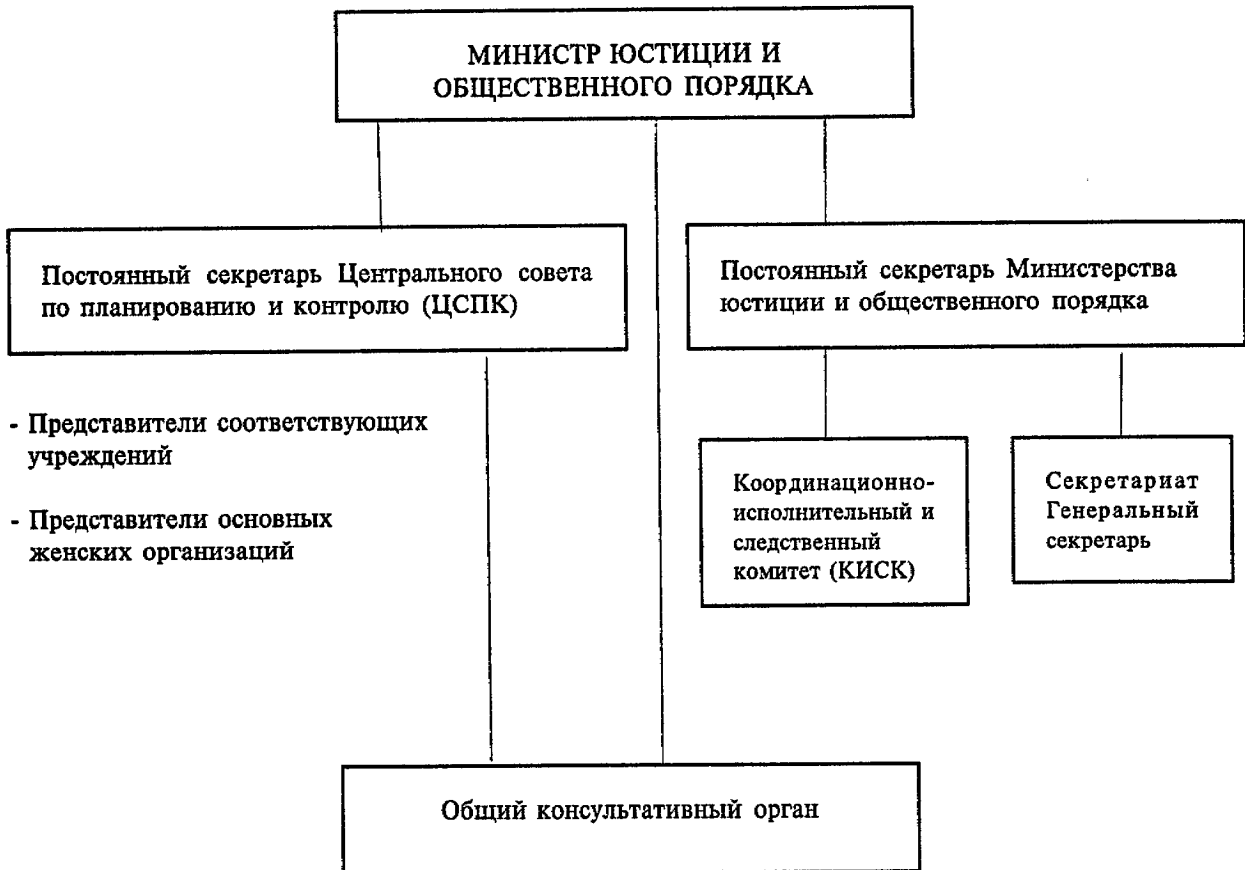 МИНИСТР ЮСТИЦИИ И
ОБЩЕСТВЕННОГО ПОРЯДКА
Постоянный секретарь Центрального совета
по планированию и контролю (ЦСПК)
Постоянный секретарь Министерства
юстиции и общественного порядка
- Представители соответствующих
учреждений
- Представители основных
женских организаций
Координационно-
исполнительный и
следственный
комитет (КИСК)
Секретариат
Генеральный
секретарь
Общий консультативный орган